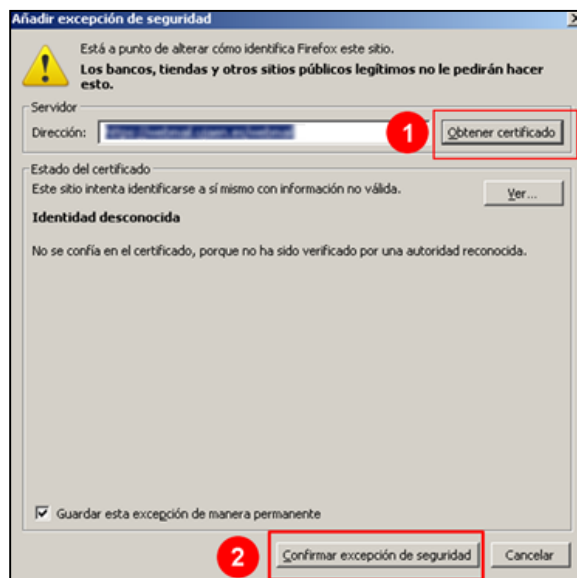 Añadir excepción de seguridad
Está a punto de alterar cómo identifica Firefox este sitio.
Los bancos, tiendas y otros sitios públicos legítimos no le pedirán hacer
esto.
Servidor
Dirección:
1
Obtener certificado
Estado del certificado
Este sitio intenta identificarse a sí mismo con información no válida.
Ver...
Identidad desconocida
No se confía en el certificado, porque no ha sido verificado por una autoridad reconocida.
Guardar esta excepción de manera permanente
2
Confirmar excepción de seguridad
Cancelar